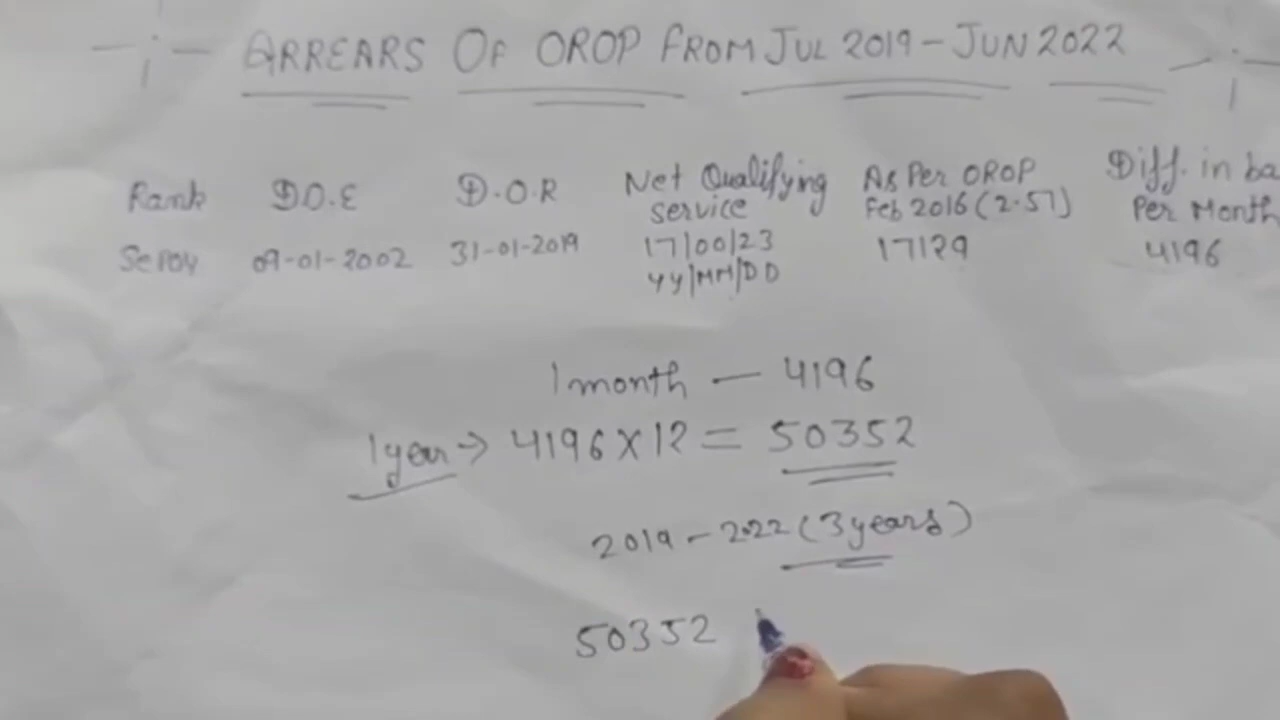 ARREARS OF OROP FROM JUL 2019 - JUN 2022
Rank D.O.E D.O.R Net Qualifying service As Per OROP Feb 2016 (2.57) Diff. in ba Per Month
Sepoy 09-01-2002 31-01-2019 17/00/23 17129 4196
YY/MM/DD
1 month — 4196
1 year → 4196 X 12 = 50352
2019 - 2022 (3 years)
50352